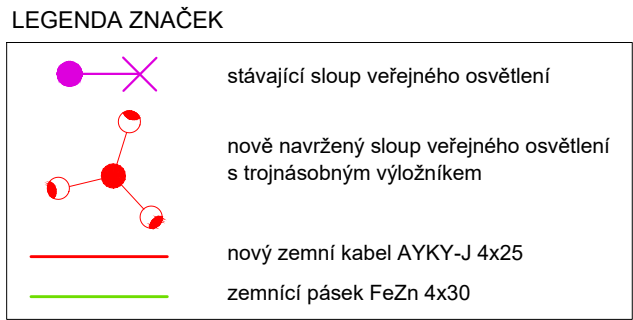 LEGENDA ZNAČEK
stávající sloup veřejného osvětlení
nově navržený sloup veřejného osvětlení
s trojnásobným výložníkem
nový zemní kabel AYKY-J 4x25
zemnící pásek FeZn 4x30